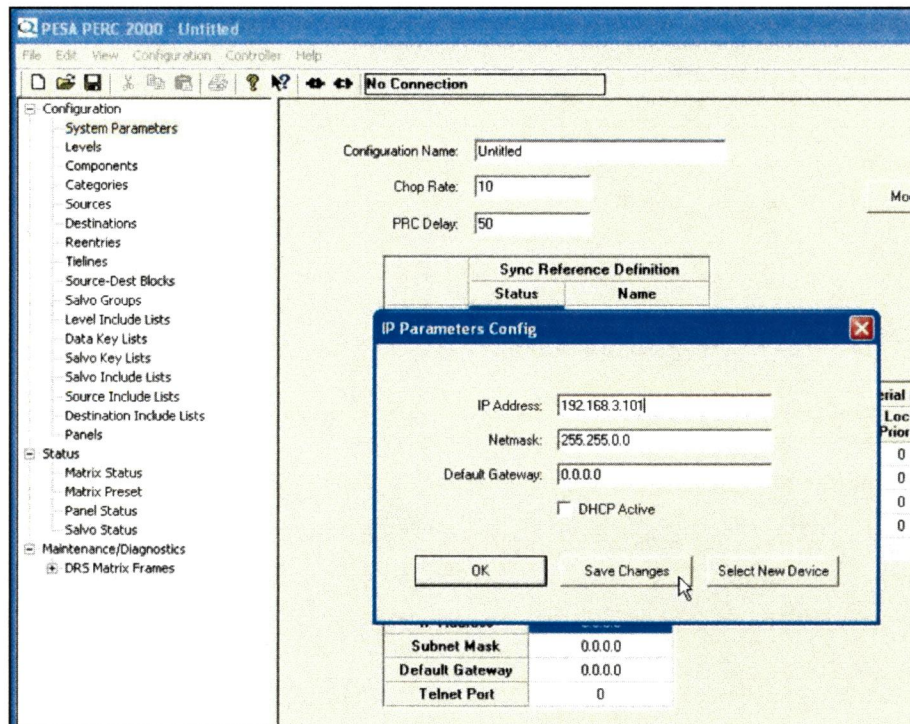 PESA PERC 2000 - Untitled
File Edit View Configuration Controller Help
No Connection
Configuration
System Parameters
Levels
Components
Categories
Sources
Destinations
Reentries
Tielines
Source-Dest Blocks
Salvo Groups
Level Include Lists
Data Key Lists
Salvo Key Lists
Salvo Include Lists
Source Include Lists
Destination Include Lists
Panels
Status
Matrix Status
Matrix Preset
Panel Status
Salvo Status
Maintenance/Diagnostics
DRS Matrix Frames
Configuration Name: Untitled
Chop Rate: 10
PRC Delay: 50
Sync Reference Definition
Status Name
IP Parameters Config
IP Address: 192.168.3.101
Netmask: 255.255.0.0
Default Gateway: 0.0.0.0
DHCP Active
OK Save Changes Select New Device
0
0
0
0
Subnet Mask 0.0.0.0
Default Gateway 0.0.0.0
Telnet Port 0